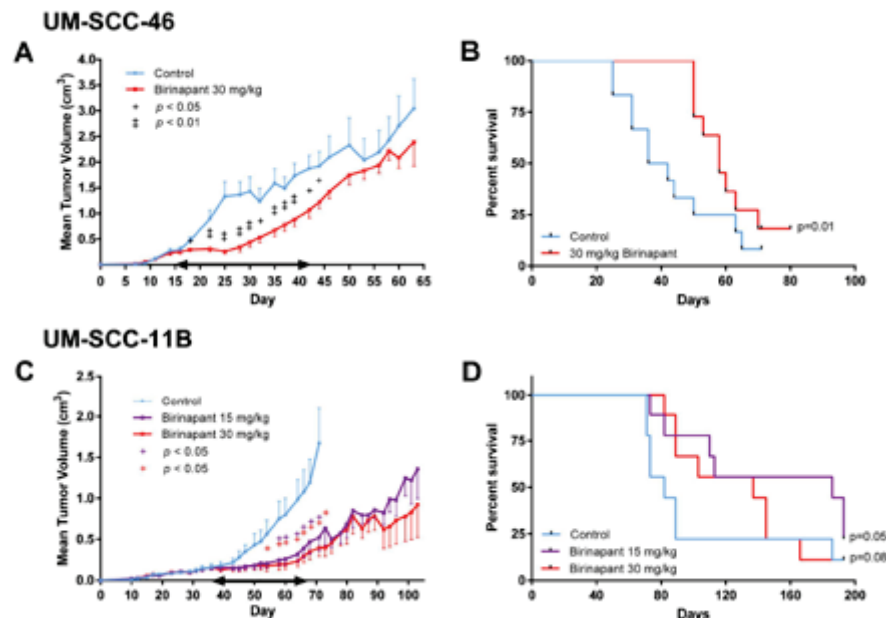 UM-SCC-46
A
Mean Tumor Volume (cm³)
4.0
3.5
3.0
2.5
2.0
1.5
1.0
0.5
Control
Birinapant 30 mg/kg
+ p < 0.05
‡ p < 0.01
0 5 10 15 20 25 30 35 40 45 50 55 60 65
Day
B
Percent survival
100
75
50
25
0
Control
30 mg/kg Birinapant
p=0.01
0 20 40 60 80 100
Days
UM-SCC-11B
C
Mean Tumor Volume (cm³)
2.5
2.0
1.5
1.0
0.5
0.0
Control
Birinapant 15 mg/kg
Birinapant 30 mg/kg
+ p < 0.05
+ p < 0.05
0 10 20 30 40 50 60 70 80 90 100
Day
D
Percent survival
100
75
50
25
0
Control
Birinapant 15 mg/kg
Birinapant 30 mg/kg
p=0.05
p=0.08
0 40 80 120 160 200
Days